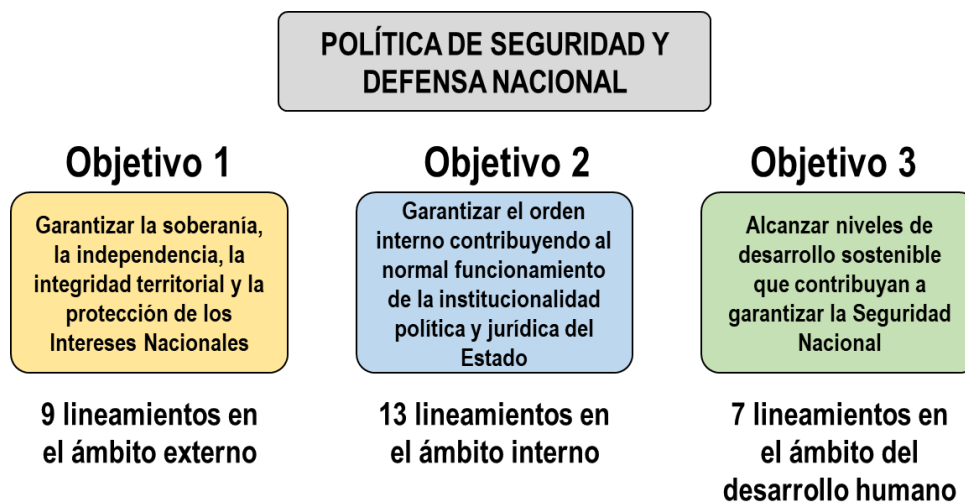 POLÍTICA DE SEGURIDAD Y
DEFENSA NACIONAL
Objetivo 1
Garantizar la soberanía,
la independencia, la
integridad territorial y la
protección de los
Intereses Nacionales
9 lineamientos en
el ámbito externo
Objetivo 2
Garantizar el orden
interno contribuyendo al
normal funcionamiento
de la institucionalidad
política y jurídica del
Estado
13 lineamientos en
el ámbito interno
Objetivo 3
Alcanzar niveles de
desarrollo sostenible
que contribuyan a
garantizar la Seguridad
Nacional
7 lineamientos en
el ámbito del
desarrollo humano